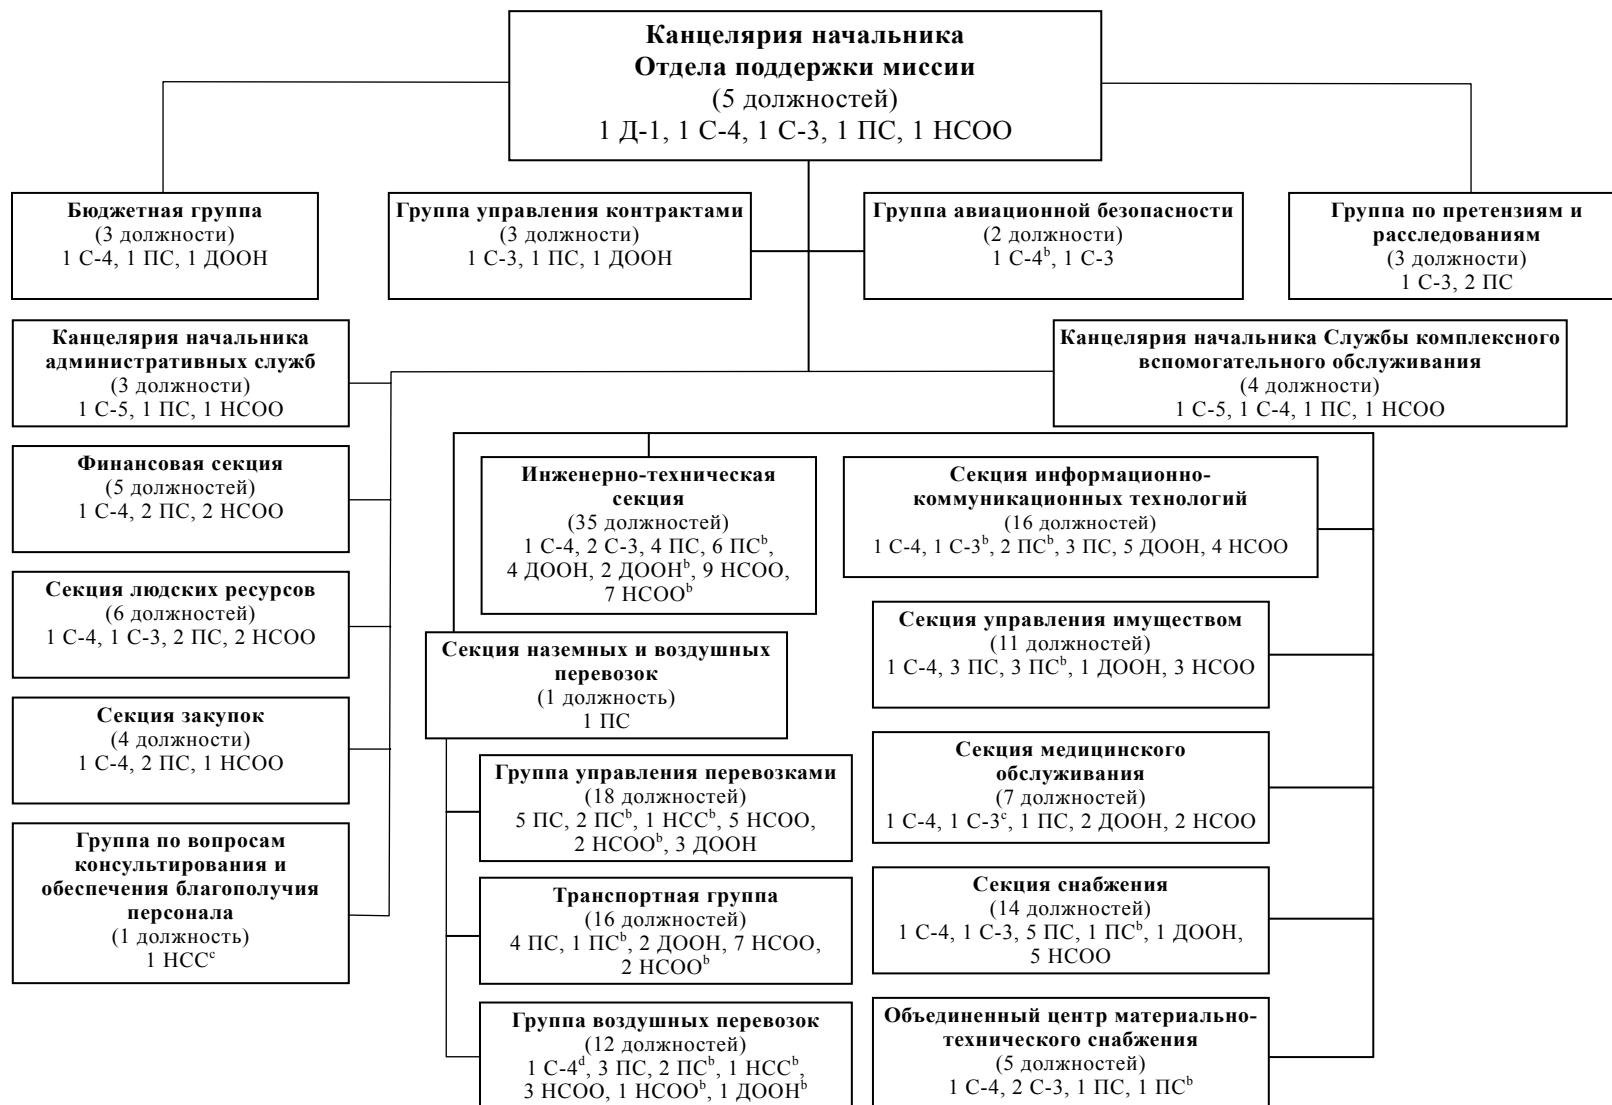 Канцелярия начальника
Отдела поддержки миссии
(5 должностей)
1 Д-1, 1 С-4, 1 С-3, 1 ПС, 1 НСОО
Бюджетная группа
(3 должности)
1 С-4, 1 ПС, 1 ДООН
Группа управления контрактами
(3 должности)
1 С-3, 1 ПС, 1 ДООН
Группа авиационной безопасности
(2 должности)
1 С-4ᵇ, 1 С-3
Группа по претензиям и
расследованиям
(3 должности)
1 С-3, 2 ПС
Канцелярия начальника
административных служб
(3 должности)
1 С-5, 1 ПС, 1 НСОО
Канцелярия начальника Службы комплексного
вспомогательного обслуживания
(4 должности)
1 С-5, 1 С-4, 1 ПС, 1 НСОО
Финансовая секция
(5 должностей)
1 С-4, 2 ПС, 2 НСОО
Секция людских ресурсов
(6 должностей)
1 С-4, 1 С-3, 2 ПС, 2 НСОО
Секция закупок
(4 должности)
1 С-4, 2 ПС, 1 НСОО
Группа по вопросам
консультирования и
обеспечения благополучия
персонала
(1 должность)
1 НССᶜ
Инженерно-техническая
секция
(35 должностей)
1 С-4, 2 С-3, 4 ПС, 6 ПСᵇ,
4 ДООН, 2 ДООНᵇ, 9 НСОО,
7 НСООᵇ
Секция наземных и воздушных
перевозок
(1 должность)
1 ПС
Группа управления перевозками
(18 должностей)
5 ПС, 2 ПСᵇ, 1 НССᵇ, 5 НСОО,
2 НСООᵇ, 3 ДООН
Транспортная группа
(16 должностей)
4 ПС, 1 ПСᵇ, 2 ДООН, 7 НСОО,
2 НСООᵇ
Группа воздушных перевозок
(12 должностей)
1 С-4ᵈ, 3 ПС, 2 ПСᵇ, 1 НССᵇ,
3 НСОО, 1 НСООᵇ, 1 ДООНᵇ
Секция информационно-
коммуникационных технологий
(16 должностей)
1 С-4, 1 С-3ᵇ, 2 ПСᵇ, 3 ПС, 5 ДООН, 4 НСОО
Секция управления имуществом
(11 должностей)
1 С-4, 3 ПС, 3 ПСᵇ, 1 ДООН, 3 НСОО
Секция медицинского
обслуживания
(7 должностей)
1 С-4, 1 С-3ᶜ, 1 ПС, 2 ДООН, 2 НСОО
Секция снабжения
(14 должностей)
1 С-4, 1 С-3, 5 ПС, 1 ПСᵇ, 1 ДООН,
5 НСОО
Объединенный центр материально-
технического снабжения
(5 должностей)
1 С-4, 2 С-3, 1 ПС, 1 ПСᵇ